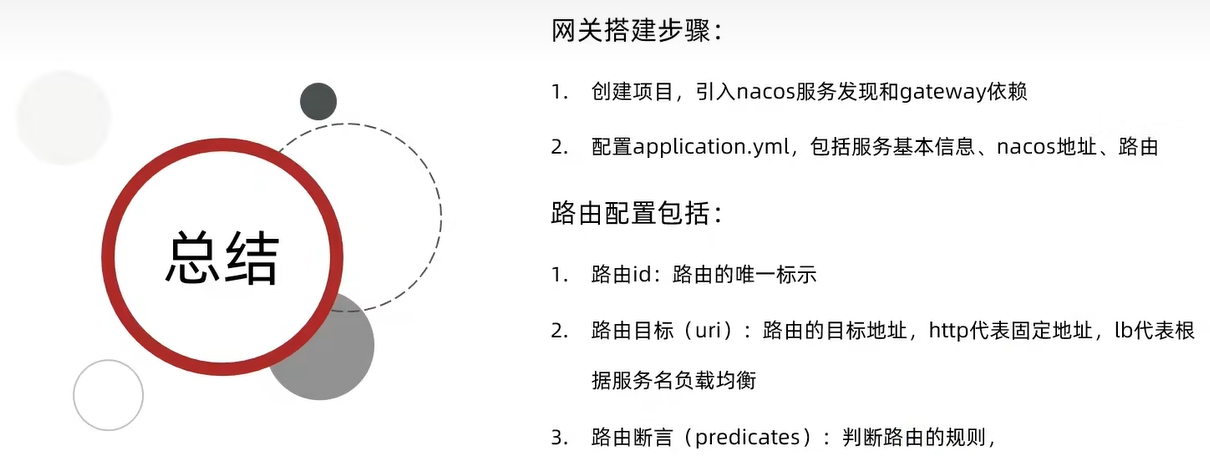 总结
网关搭建步骤：
1. 创建项目，引入nacos服务发现和gateway依赖
2. 配置application.yml，包括服务基本信息、nacos地址、路由
路由配置包括：
1. 路由id：路由的唯一标示
2. 路由目标（uri）：路由的目标地址，http代表固定地址，lb代表根
据服务名负载均衡
3. 路由断言（predicates）：判断路由的规则，